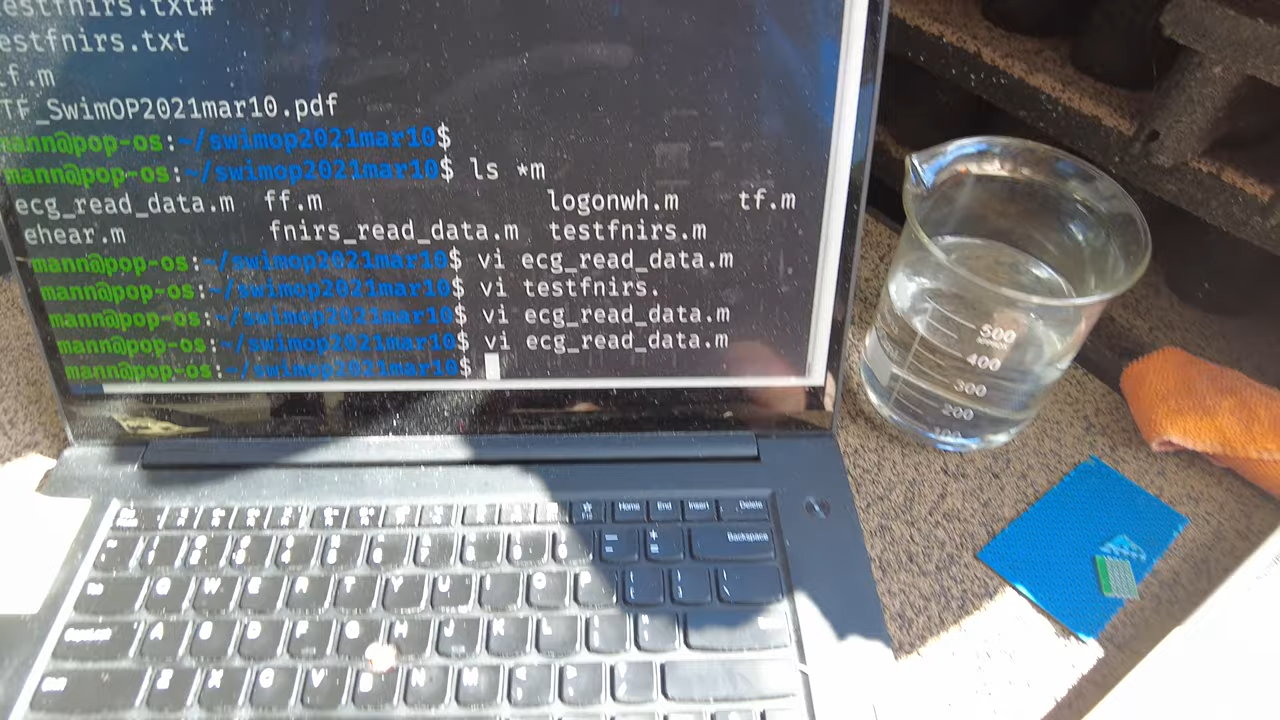 estfnirs.txt#
estfnirs.txt
tf.m
TF_SwimOP2021mar10.pdf
mann@pop-os:~/swimop2021mar10$
mann@pop-os:~/swimop2021mar10$ ls *m
ecg_read_data.m ff.m logonwh.m tf.m
ehear.m fnirs_read_data.m testfnirs.m
mann@pop-os:~/swimop2021mar10$ vi ecg_read_data.m
mann@pop-os:~/swimop2021mar10$ vi testfnirs.
mann@pop-os:~/swimop2021mar10$ vi ecg_read_data.m
mann@pop-os:~/swimop2021mar10$ vi ecg_read_data.m
mann@pop-os:~/swimop2021mar10$
500
400
300
200
100
Home End Insert Delete
Backspace
Q W E R T Y U I O P
A S D F G H J K L
Z X C V B N M